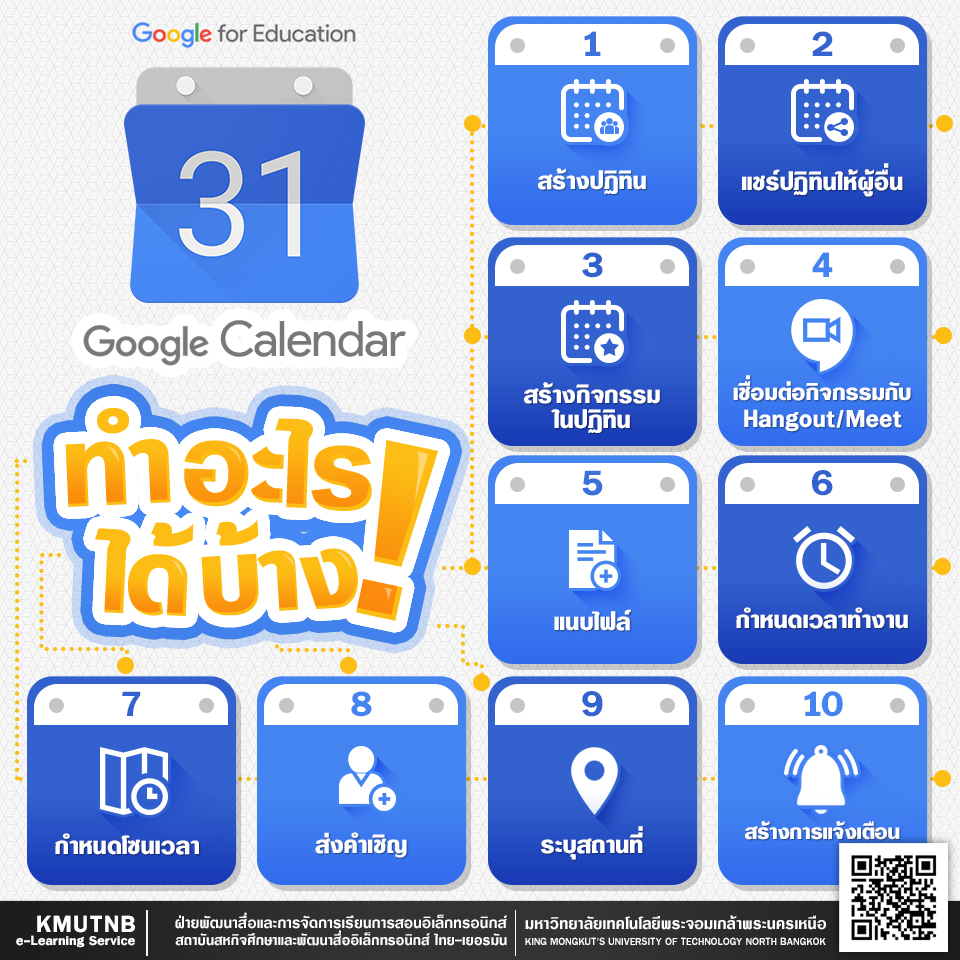 Google for Education
31
Google Calendar
ทำอะไร
ได้บ้าง!
1
สร้างปฏิทิน
2
แชร์ปฏิทินให้ผู้อื่น
3
สร้างกิจกรรม
ในปฏิทิน
4
เชื่อมต่อกิจกรรมกับ
Hangout/Meet
5
แนบไฟล์
6
กำหนดเวลาทำงาน
7
กำหนดโซนเวลา
8
ส่งคำเชิญ
9
ระบุสถานที่
10
สร้างการแจ้งเตือน
KMUTNB
e-Learning Service
ฝ่ายพัฒนาสื่อและการจัดการเรียนการสอนอิเล็กทรอนิกส์
สถาบันสหกิจศึกษาและพัฒนาสื่ออิเล็กทรอนิกส์ ไทย-เยอรมัน
มหาวิทยาลัยเทคโนโลยีพระจอมเกล้าพระนครเหนือ
KING MONGKUT'S UNIVERSITY OF TECHNOLOGY NORTH BANGKOK